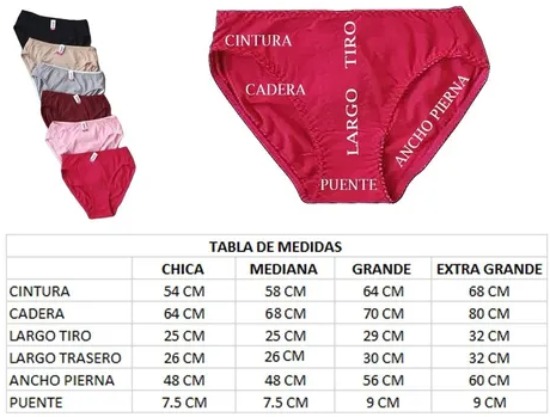 CINTURA
CADERA
LARGO TIRO
ANCHO PIERNA
PUENTE
TABLA DE MEDIDAS
CHICA MEDIANA GRANDE EXTRA GRANDE
CINTURA 54 CM 58 CM 64 CM 68 CM
CADERA 64 CM 68 CM 70 CM 80 CM
LARGO TIRO 25 CM 25 CM 29 CM 32 CM
LARGO TRASERO 26 CM 26 CM 30 CM 32 CM
ANCHO PIERNA 48 CM 48 CM 56 CM 60 CM
PUENTE 7.5 CM 7.5 CM 9 CM 9 CM